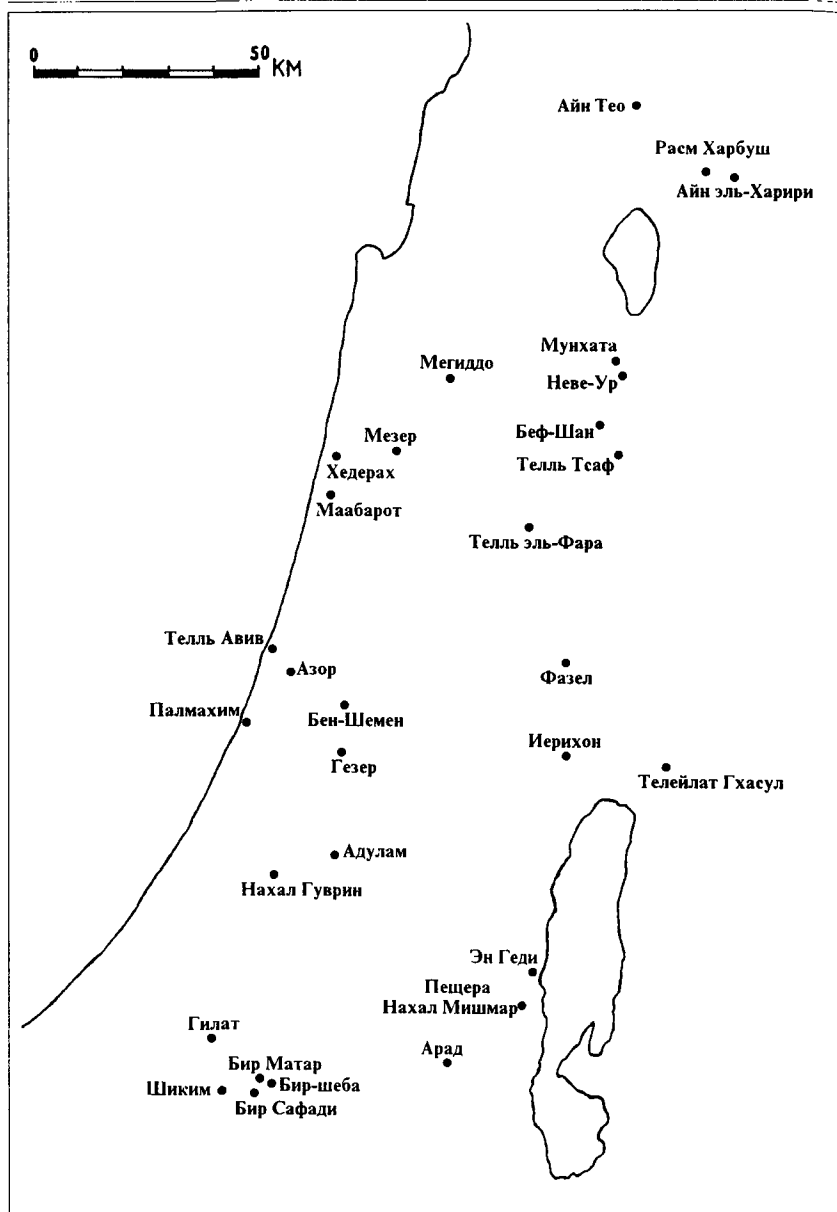 0 50
КМ
Айн Тео
Расм Харбуш
Айн эль-Харири
Мунхата
Мегиддо
Неве-Ур
Беф-Шан
Мезер
Телль Тсаф
Хедерах
Маабарот
Телль эль-Фара
Телль Авив
Азор
Фазел
Палмахим
Бен-Шемен
Иерихон
Гезер
Телейлат Гхасул
Адулам
Нахал Гуврин
Эн Геди
Пещера
Нахал Мишмар
Гилат
Арад
Бир Матар
Бир-шеба
Шиким
Бир Сафади